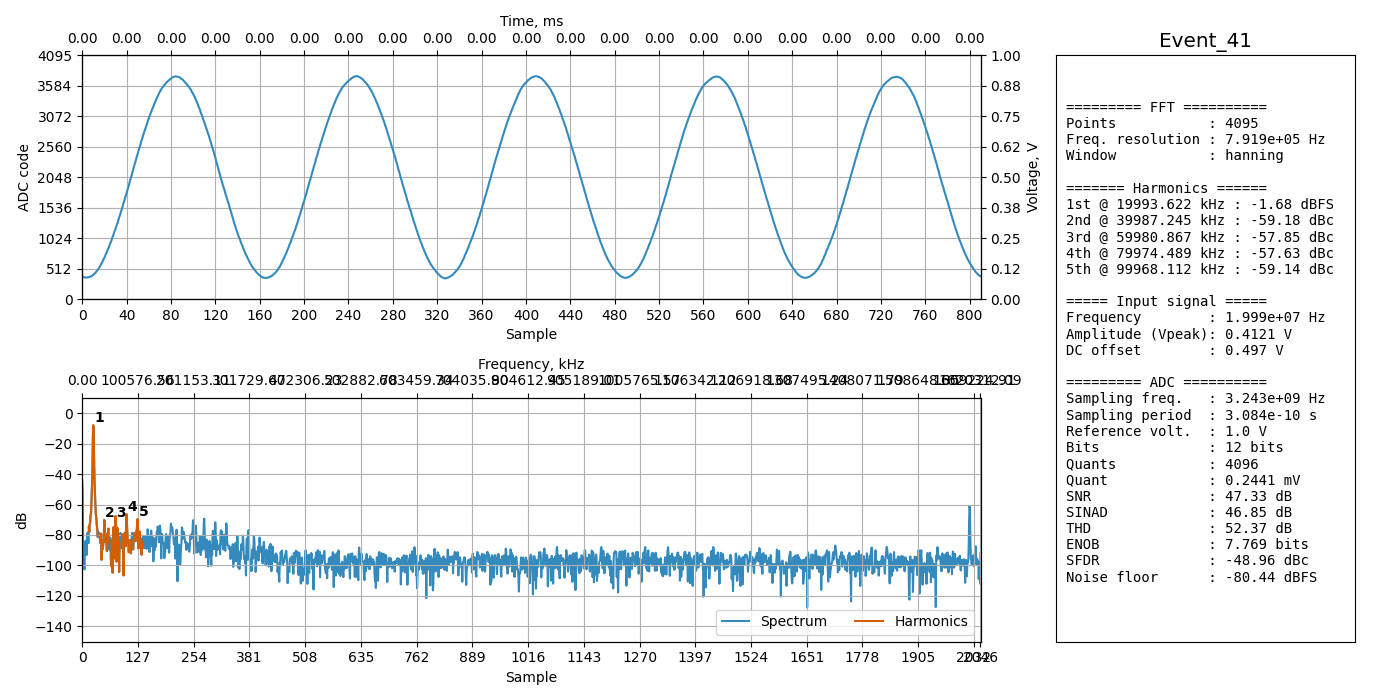 Time, ms
0.00 0.00 0.00 0.00 0.00 0.00 0.00 0.00 0.00 0.00 0.00 0.00 0.00 0.00 0.00 0.00 0.00 0.00 0.00 0.00 0.00
4095 3584 3072 2560 2048 1536 1024 512 0
ADC code
1.00 0.88 0.75 0.62 0.50 0.38 0.25 0.12 0.00
Voltage, V
0 40 80 120 160 200 240 280 320 360 400 440 480 520 560 600 640 680 720 760 800
Sample
Frequency, kHz
0.00 100576.56
0 −20 −40 −60 −80 −100 −120 −140
dB
1
2 3 4 5
Spectrum Harmonics
0 127 254 381 508 635 762 889 1016 1143 1270 1397 1524 1651 1778 1905 2032 2046
Sample
Event_41
========= FFT ==========
Points : 4095
Freq. resolution : 7.919e+05 Hz
Window : hanning
======= Harmonics ======
1st @ 19993.622 kHz : -1.68 dBFS
2nd @ 39987.245 kHz : -59.18 dBc
3rd @ 59980.867 kHz : -57.85 dBc
4th @ 79974.489 kHz : -57.63 dBc
5th @ 99968.112 kHz : -59.14 dBc
===== Input signal =====
Frequency : 1.999e+07 Hz
Amplitude (Vpeak): 0.4121 V
DC offset : 0.497 V
========= ADC ==========
Sampling freq. : 3.243e+09 Hz
Sampling period : 3.084e-10 s
Reference volt. : 1.0 V
Bits : 12 bits
Quants : 4096
Quant : 0.2441 mV
SNR : 47.33 dB
SINAD : 46.85 dB
THD : 52.37 dB
ENOB : 7.769 bits
SFDR : -48.96 dBc
Noise floor : -80.44 dBFS